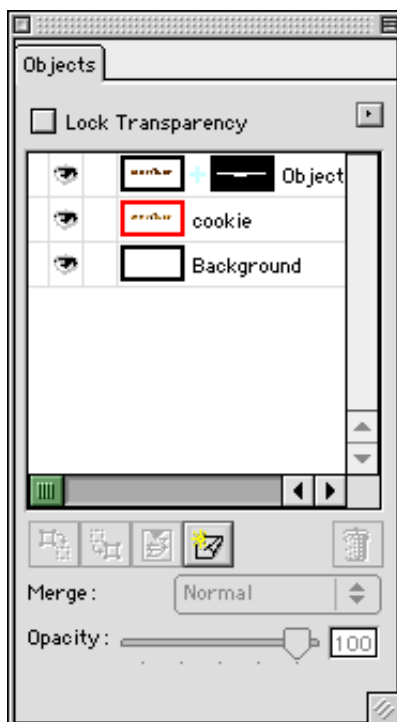 Objects
Lock Transparency
Object
cookie
Background
Merge:
Normal
Opacity:
100